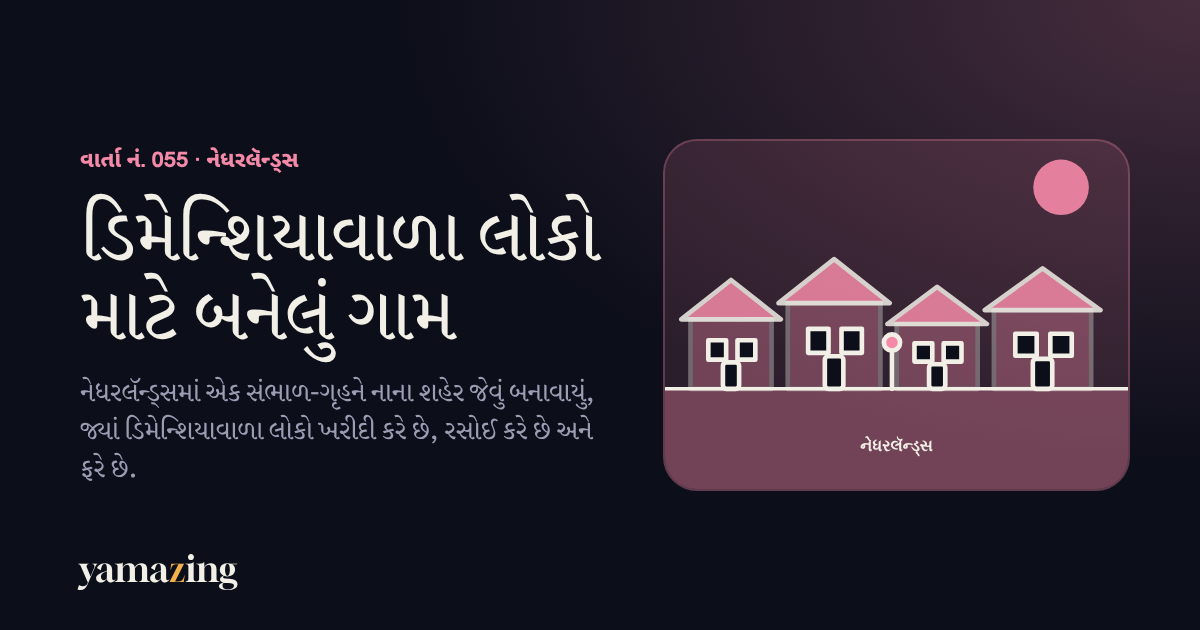 વાર્તા નં. 055 · નેધરલૅન્ડ્સ
ડિમેન્શિયાવાળા લોકો
માટે બનેલું ગામ
નેધરલૅન્ડ્સમાં એક સંભાળ-ગૃહને નાના શહેર જેવું બનાવાયું,
જ્યાં ડિમેન્શિયાવાળા લોકો ખરીદી કરે છે, રસોઈ કરે છે અને
ફરે છે.
નેધરલૅન્ડ્સ
yamazing